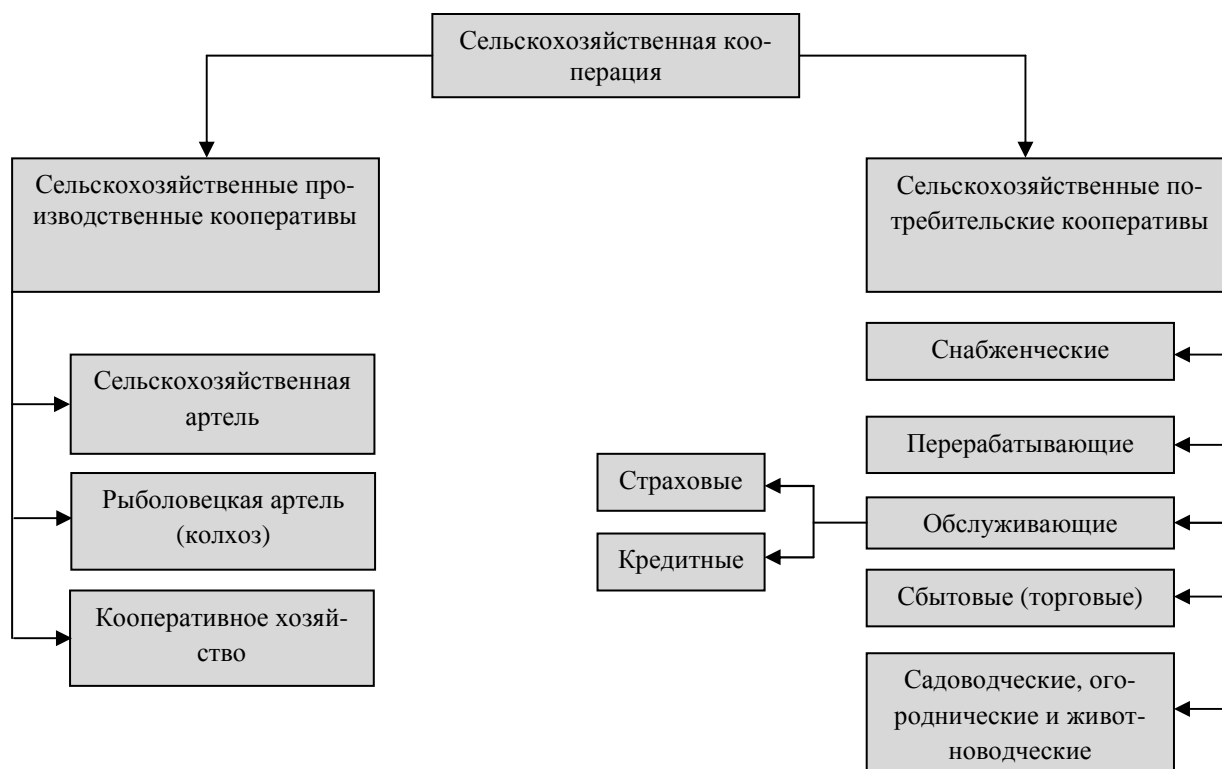 Сельскохозяйственная коо-
перация
Сельскохозяйственные про-
изводственные кооперативы
Сельскохозяйственные по-
требительские кооперативы
Сельскохозяйственная
артель
Рыболовецкая артель
(колхоз)
Кооперативное хозяй-
ство
Страховые
Кредитные
Снабженческие
Перерабатывающие
Обслуживающие
Сбытовые (торговые)
Садоводческие, ого-
роднические и живот-
новодческие